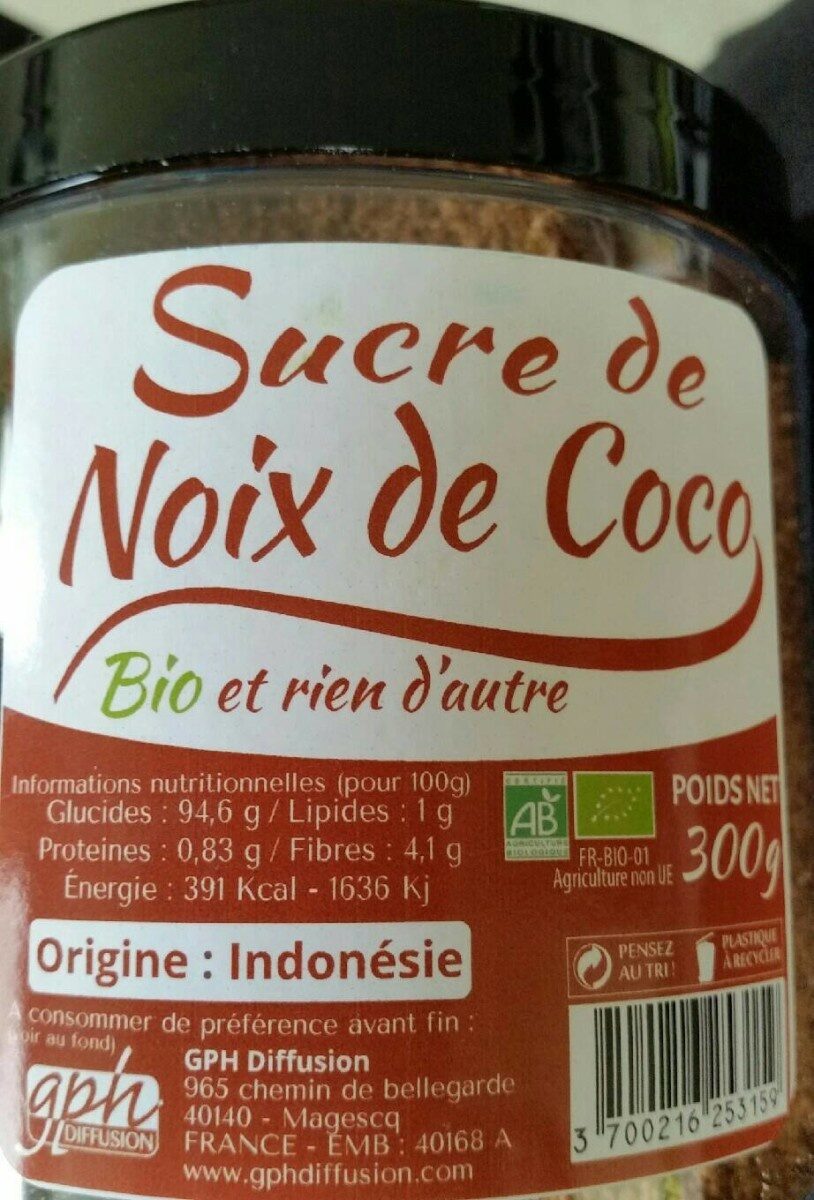 Sucre de
Noix de Coco
Bio et rien d'autre
Informations nutritionnelles (pour 100g)
Glucides : 94,6 g / Lipides : 1 g
Proteines : 0,83 g / Fibres : 4,1 g
Énergie : 391 Kcal - 1636 Kj
CERTIFIÉ
AB
AGRICULTURE
BIOLOGIQUE
FR-BIO-01
Agriculture non UE
POIDS NET
300g
Origine : Indonésie
PENSEZ
AU TRI !
PLASTIQUE
À RECYCLER
A consommer de préférence avant fin :
(voir au fond)
gph
DIFFUSION
GPH Diffusion
965 chemin de bellegarde
40140 - Magescq
FRANCE - EMB : 40168 A
www.gphdiffusion.com
3 700216 253159